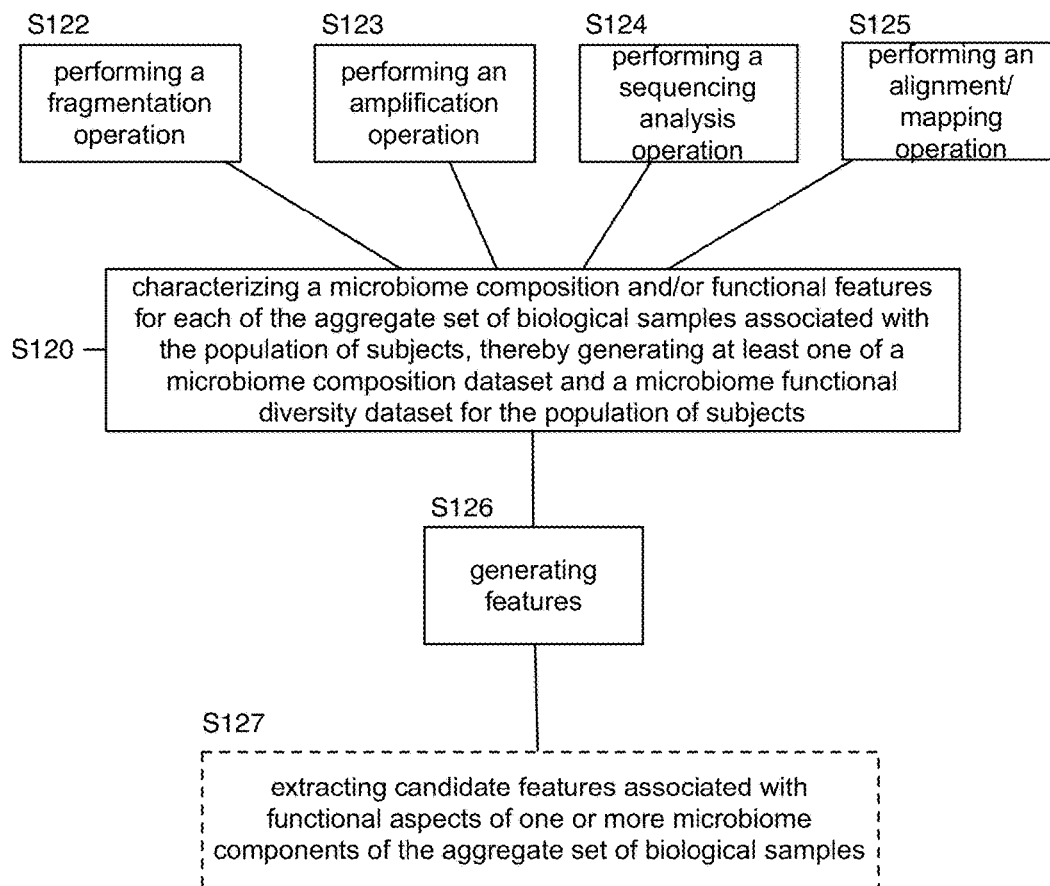 S122
performing a
fragmentation
operation
S123
performing an
amplification
operation
S124
performing a
sequencing
analysis
operation
S125
performing an
alignment/
mapping
operation
S120
characterizing a microbiome composition and/or functional features
for each of the aggregate set of biological samples associated with
the population of subjects, thereby generating at least one of a
microbiome composition dataset and a microbiome functional
diversity dataset for the population of subjects
S126
generating
features
S127
extracting candidate features associated with
functional aspects of one or more microbiome
components of the aggregate set of biological samples